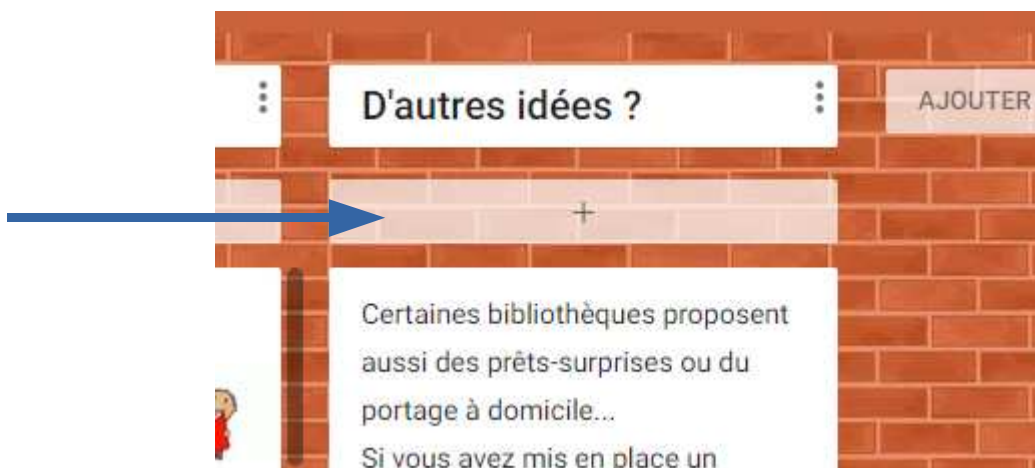 D'autres idées ?
AJOUTER
+
Certaines bibliothèques proposent
aussi des prêts-surprises ou du
portage à domicile...
Si vous avez mis en place un